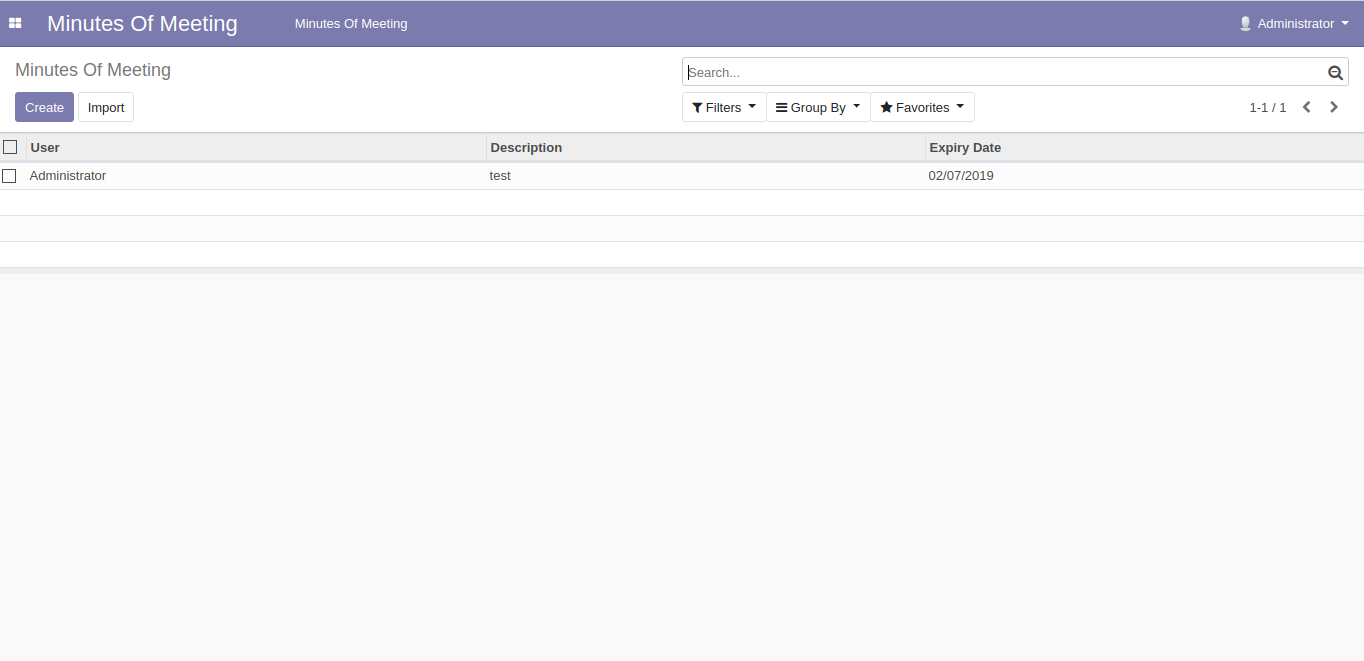 Minutes Of Meeting Minutes Of Meeting Administrator
Minutes Of Meeting Search...
Create Import Filters Group By Favorites 1-1 / 1
User Description Expiry Date
Administrator test 02/07/2019